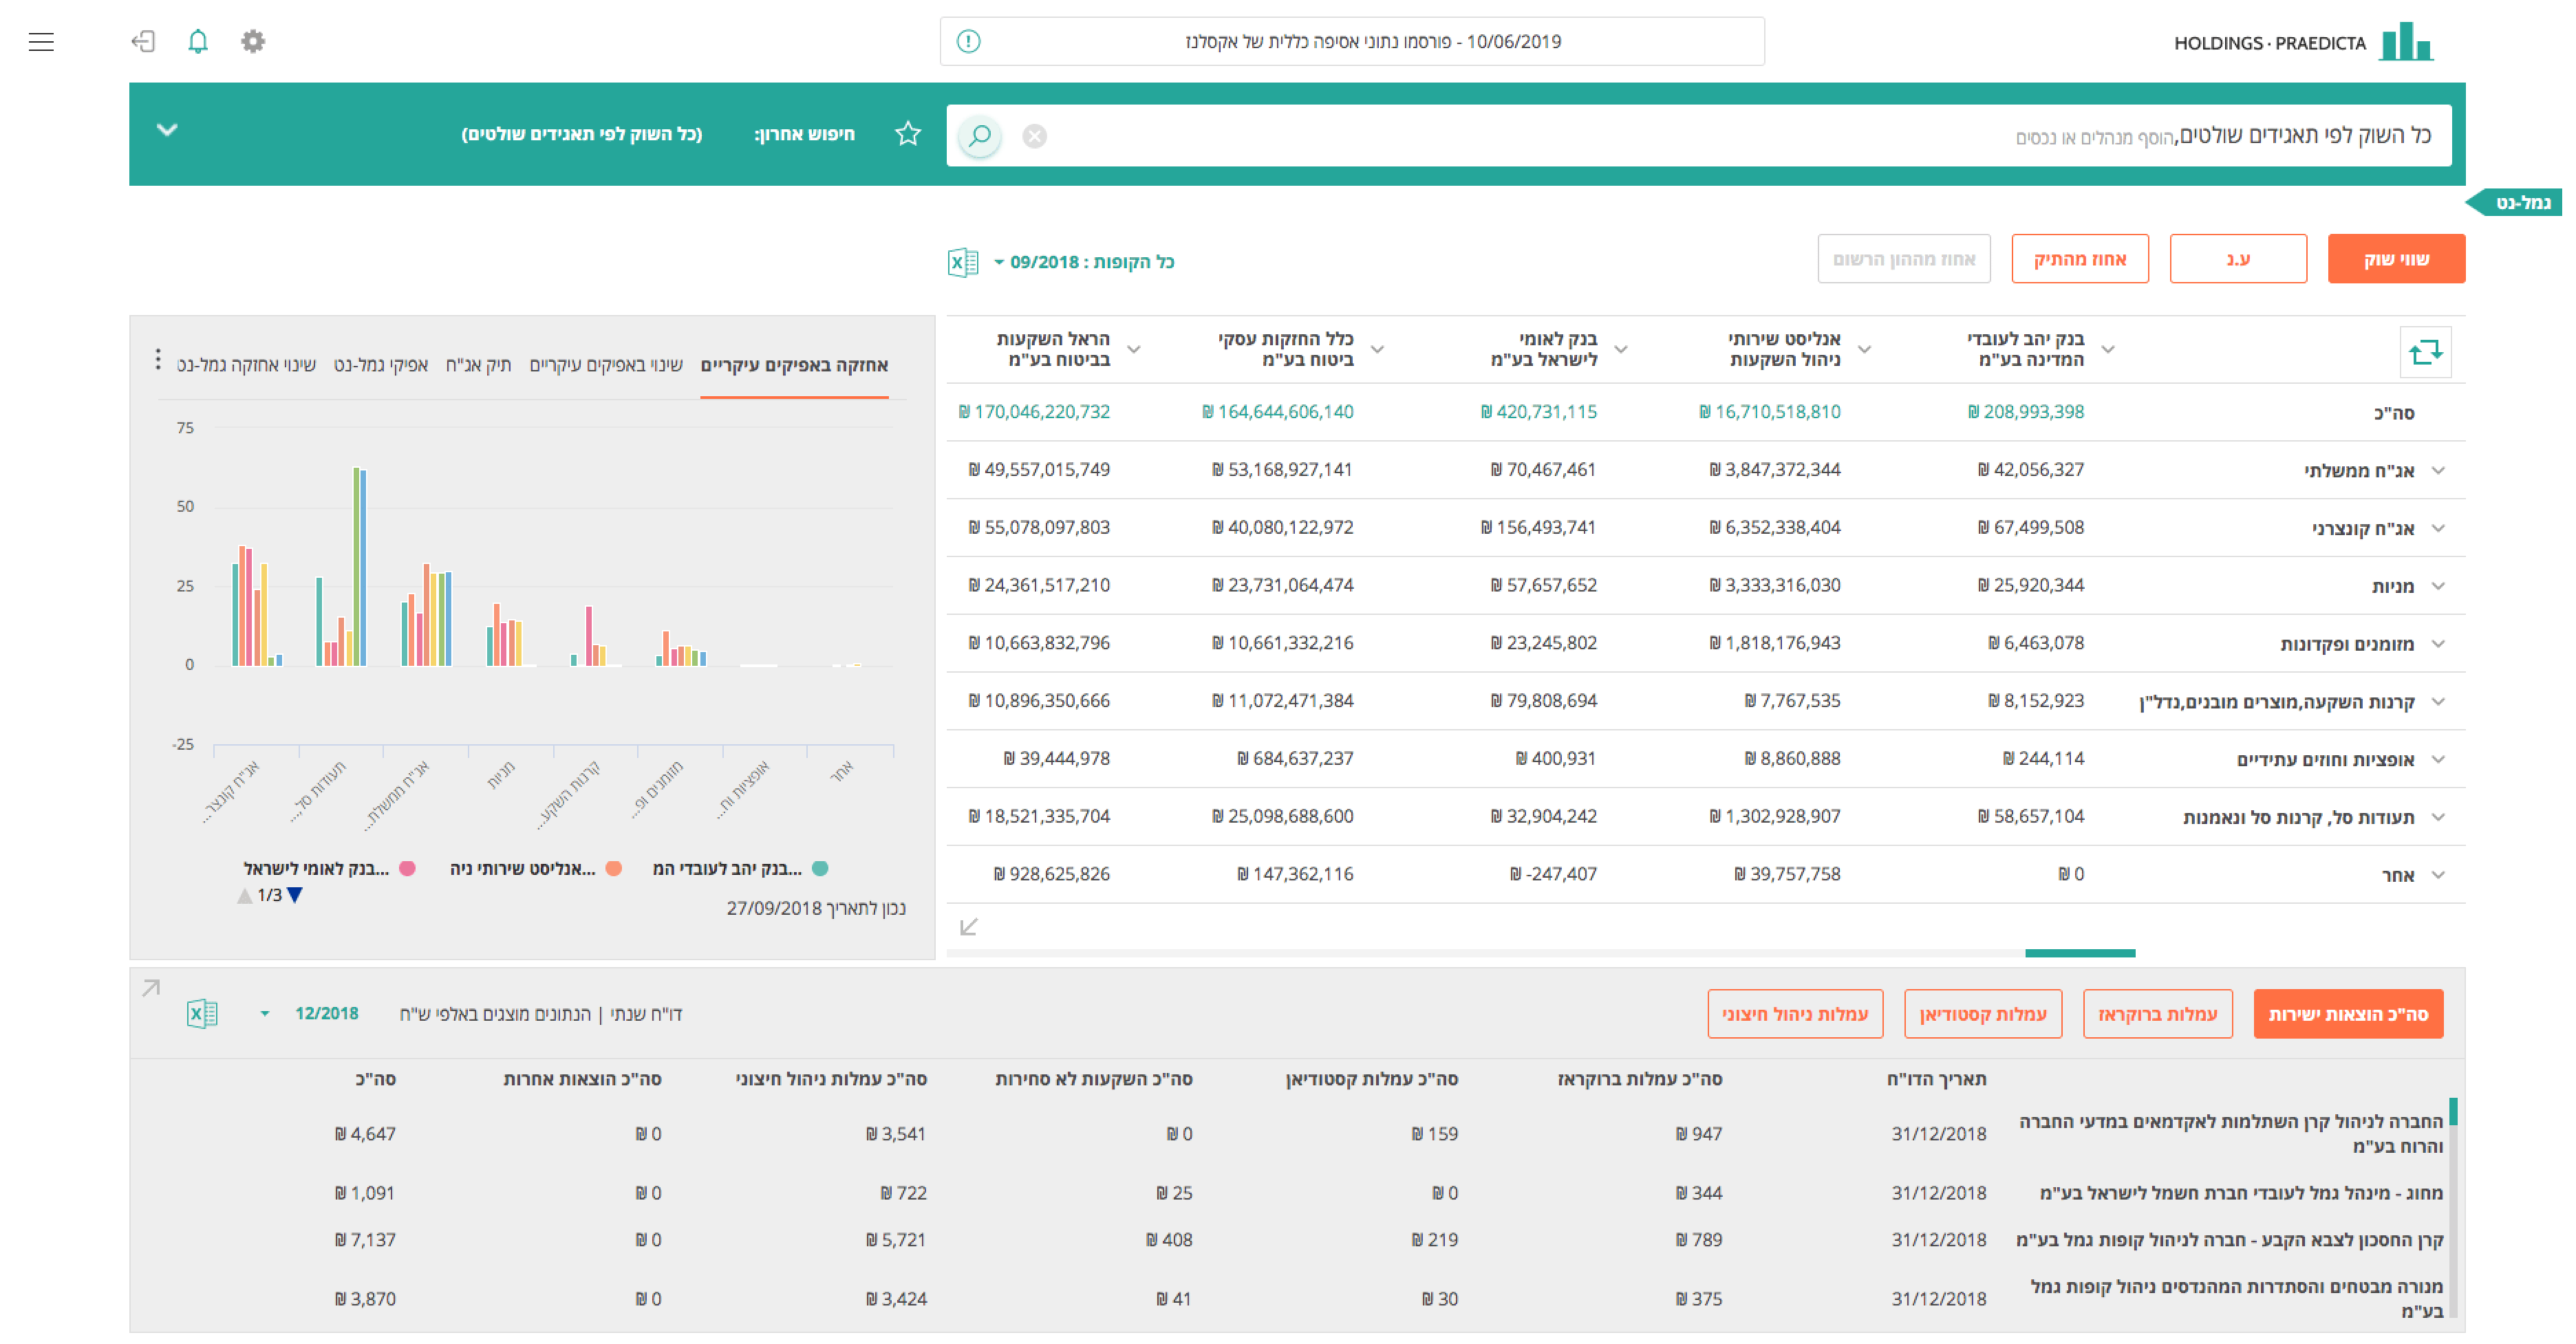 HOLDINGS · PRAEDICTA
10/06/2019 - פורסמו נתוני אסיפה כללית של אקסלנז
כל השוק לפי תאגידים שולטים,הוסף מנהלים או נכסים
חיפוש אחרון: (כל השוק לפי תאגידים שולטים)
גמל-נט
שווי שוק ע.נ אחוז מהתיק אחוז מההון הרשום
כל הקופות : 09/2018
בנק יהב לעובדי המדינה בע"מ אנליסט שירותי ניהול השקעות בנק לאומי לישראל בע"מ כלל החזקות עסקי ביטוח בע"מ הראל השקעות בביטוח בע"מ
סה"כ ₪ 208,993,398 ₪ 16,710,518,810 ₪ 420,731,115 ₪ 164,644,606,140 ₪ 170,046,220,732
אג"ח ממשלתי ₪ 42,056,327 ₪ 3,847,372,344 ₪ 70,467,461 ₪ 53,168,927,141 ₪ 49,557,015,749
אג"ח קונצרני ₪ 67,499,508 ₪ 6,352,338,404 ₪ 156,493,741 ₪ 40,080,122,972 ₪ 55,078,097,803
מניות ₪ 25,920,344 ₪ 3,333,316,030 ₪ 57,657,652 ₪ 23,731,064,474 ₪ 24,361,517,210
מזומנים ופקדונות ₪ 6,463,078 ₪ 1,818,176,943 ₪ 23,245,802 ₪ 10,661,332,216 ₪ 10,663,832,796
קרנות השקעה,מוצרים מובנים,נדל"ן ₪ 8,152,923 ₪ 7,767,535 ₪ 79,808,694 ₪ 11,072,471,384 ₪ 10,896,350,666
אופציות וחוזים עתידיים ₪ 244,114 ₪ 8,860,888 ₪ 400,931 ₪ 684,637,237 ₪ 39,444,978
תעודות סל, קרנות סל ונאמנות ₪ 58,657,104 ₪ 1,302,928,907 ₪ 32,904,242 ₪ 25,098,688,600 ₪ 18,521,335,704
אחר ₪ 0 ₪ 39,757,758 ₪ -247,407 ₪ 147,362,116 ₪ 928,625,826
אחזקה באפיקים עיקריים שינוי באפיקים עיקריים תיק אג"ח אפיקי גמל-נט שינוי אחזקה גמל-נט
75
50
25
0
-25
אג"ח קונצר... תעודות סל,... אג"ח ממשלת... מניות קרנות השקע... מזומנים ופ... אופציות וח... אחר
בנק יהב לעובדי המ... אנליסט שירותי ניה... בנק לאומי לישראל...
1/3
נכון לתאריך 27/09/2018
סה"כ הוצאות ישירות עמלות ברוקראז עמלות קסטודיאן עמלות ניהול חיצוני
דו"ח שנתי | הנתונים מוצגים באלפי ש"ח 12/2018
תאריך הדו"ח סה"כ עמלות ברוקראז סה"כ עמלות קסטודיאן סה"כ השקעות לא סחירות סה"כ עמלות ניהול חיצוני סה"כ הוצאות אחרות סה"כ
החברה לניהול קרן השתלמות לאקדמאים במדעי החברה
והרוח בע"מ 31/12/2018 ₪ 947 ₪ 159 ₪ 0 ₪ 3,541 ₪ 0 ₪ 4,647
מחוג - מינהל גמל לעובדי חברת חשמל לישראל בע"מ 31/12/2018 ₪ 344 ₪ 0 ₪ 25 ₪ 722 ₪ 0 ₪ 1,091
קרן החסכון לצבא הקבע - חברה לניהול קופות גמל בע"מ 31/12/2018 ₪ 789 ₪ 219 ₪ 408 ₪ 5,721 ₪ 0 ₪ 7,137
מנורה מבטחים והסתדרות המהנדסים ניהול קופות גמל
בע"מ 31/12/2018 ₪ 375 ₪ 30 ₪ 41 ₪ 3,424 ₪ 0 ₪ 3,870